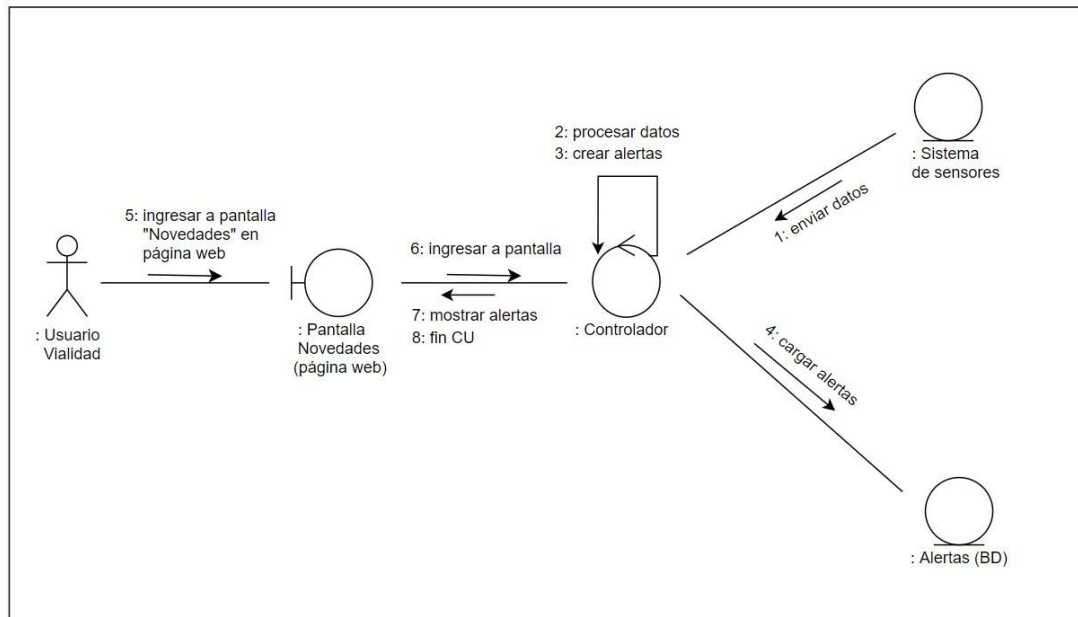 2: procesar datos
3: crear alertas
: Sistema
de sensores
1: enviar datos
5: ingresar a pantalla
"Novedades" en
página web
6: ingresar a pantalla
7: mostrar alertas
8: fin CU
: Usuario
Vialidad
: Pantalla
Novedades
(página web)
: Controlador
4: cargar alertas
: Alertas (BD)